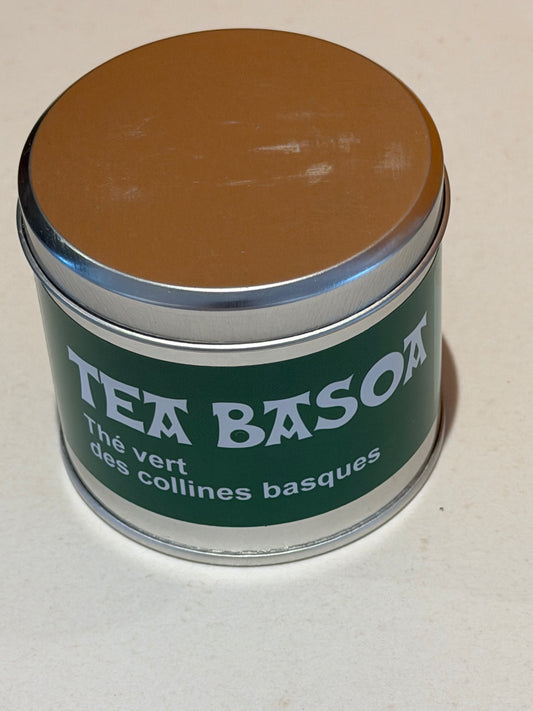 TEA BASOA
Thé vert
des collines basques